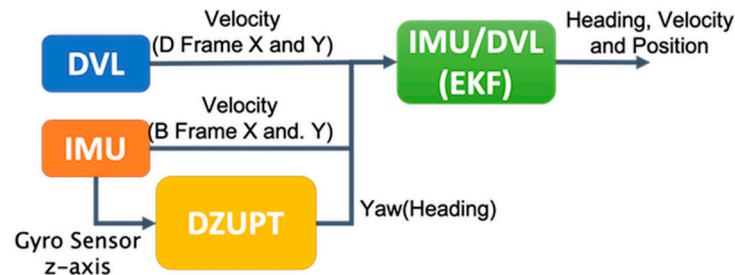 Velocity
(D Frame X and Y)
DVL
IMU/DVL
(EKF)
Heading, Velocity
and Position
Velocity
(B Frame X and. Y)
IMU
DZUPT
Yaw(Heading)
Gyro Sensor
z-axis